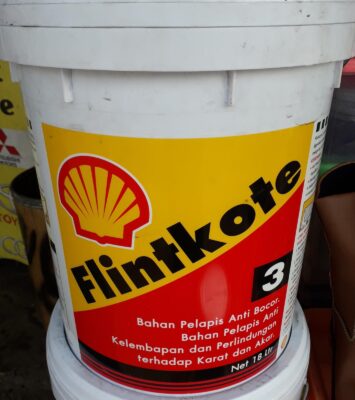 Flintkote
3
Bahan Pelapis Anti Bocor.
Bahan Pelapis Anti
Kelembapan dan Perlindungan
terhadap Karat dan Akar.
Net 18 Ltr